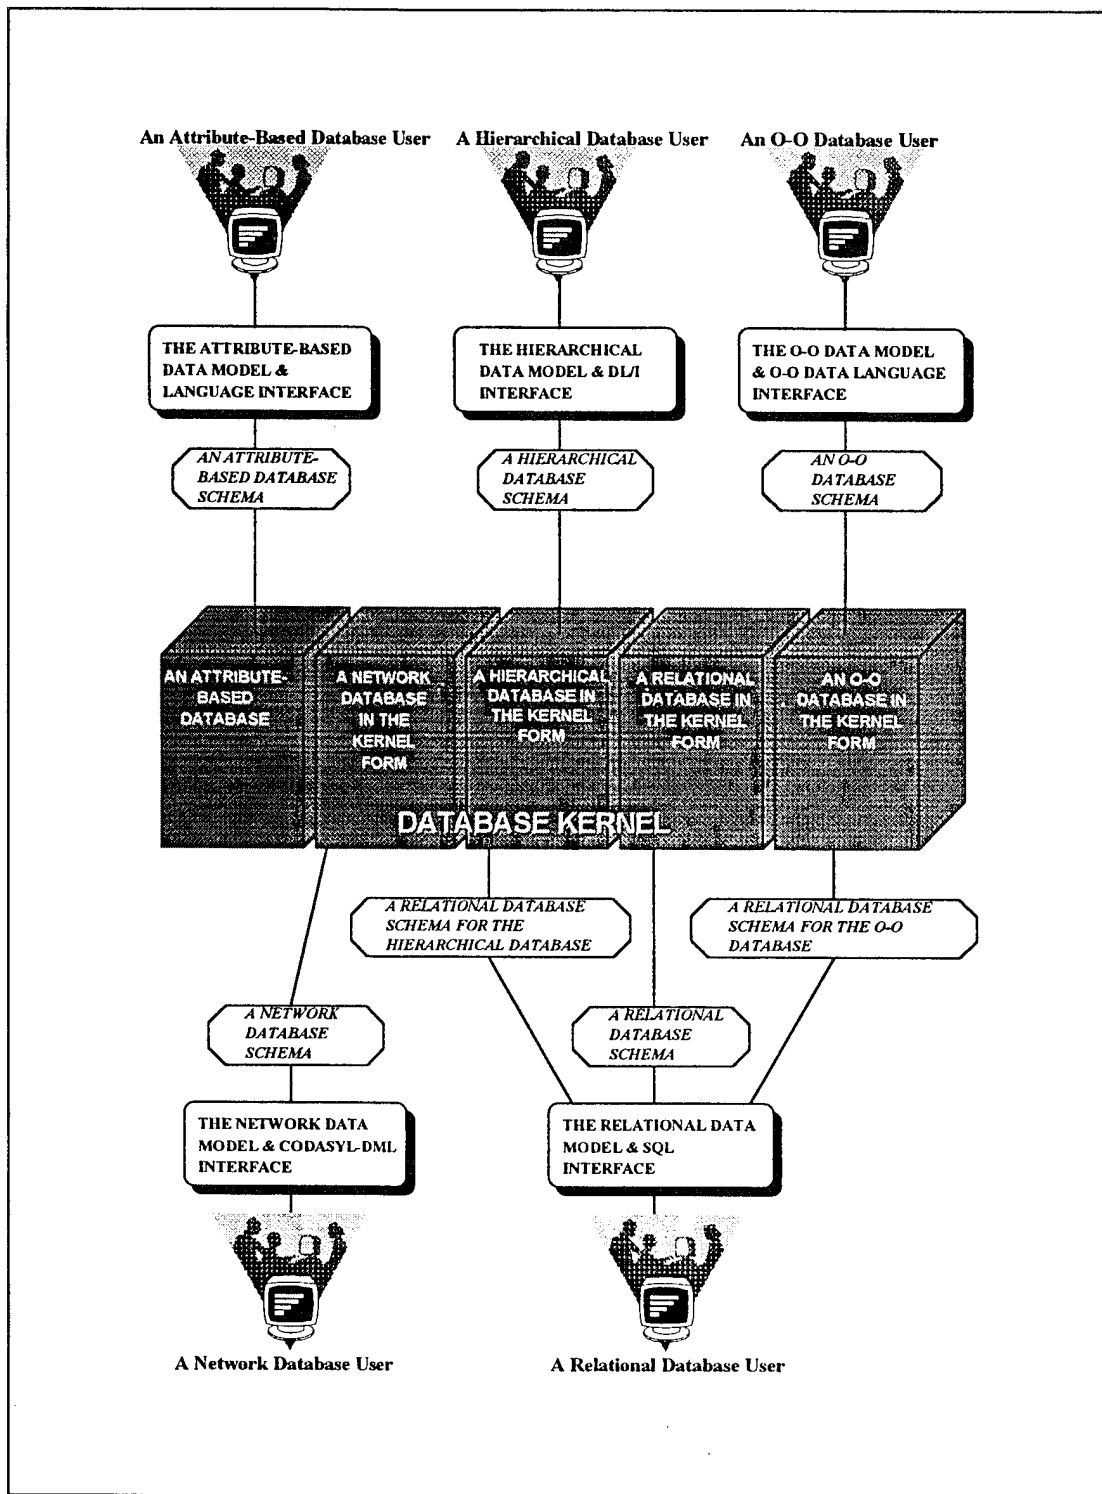 An Attribute-Based Database User
A Hierarchical Database User
An O-O Database User
THE ATTRIBUTE-BASED
DATA MODEL &
LANGUAGE INTERFACE
THE HIERARCHICAL
DATA MODEL & DL/I
INTERFACE
THE O-O DATA MODEL
& O-O DATA LANGUAGE
INTERFACE
AN ATTRIBUTE-
BASED DATABASE
SCHEMA
A HIERARCHICAL
DATABASE
SCHEMA
AN O-O
DATABASE
SCHEMA
AN ATTRIBUTE-
BASED
DATABASE
A NETWORK
DATABASE
IN THE
KERNEL
FORM
A HIERARCHICAL
DATABASE IN
THE KERNEL
FORM
A RELATIONAL
DATABASE IN
THE KERNEL
FORM
AN O-O
DATABASE IN
THE KERNEL
FORM
DATABASE KERNEL
A RELATIONAL DATABASE
SCHEMA FOR THE
HIERARCHICAL DATABASE
A RELATIONAL DATABASE
SCHEMA FOR THE O-O
DATABASE
A NETWORK
DATABASE
SCHEMA
A RELATIONAL
DATABASE
SCHEMA
THE NETWORK DATA
MODEL & CODASYL-DML
INTERFACE
THE RELATIONAL DATA
MODEL & SQL
INTERFACE
A Network Database User
A Relational Database User